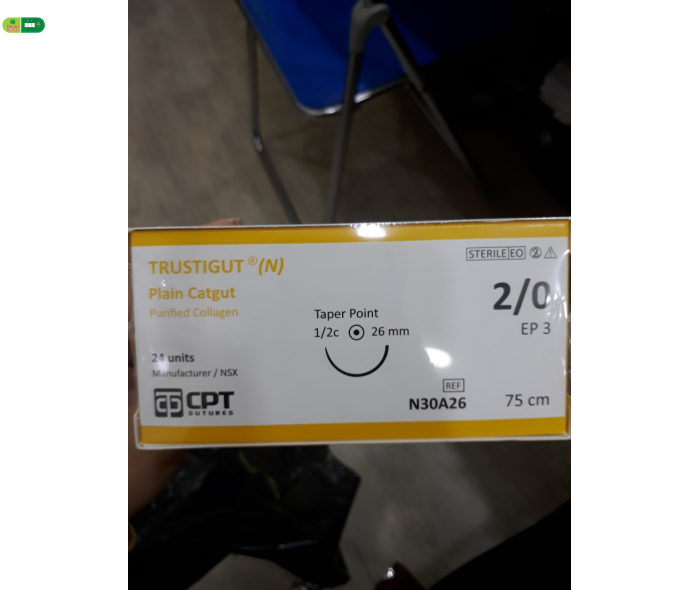 TRUSTIGUT ®(N)
Plain Catgut
Purified Collagen
STERILE EO
2/0
EP 3
Taper Point
1/2c 26 mm
24 units
Manufacturer / NSX
CPT
SUTURES
REF
N30A26
75 cm